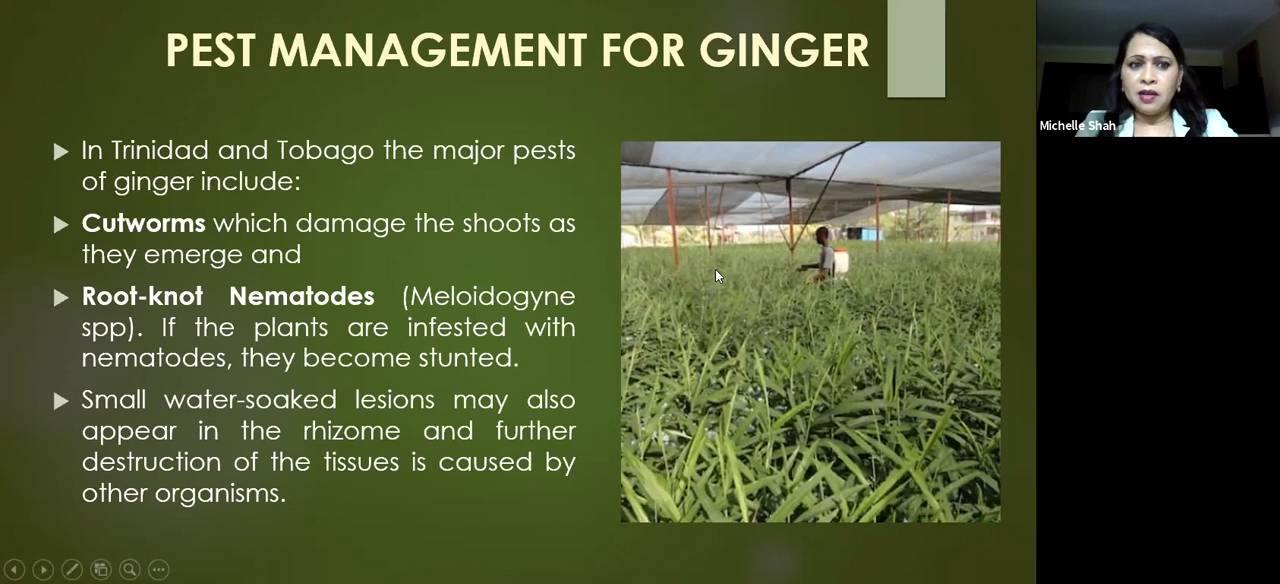 PEST MANAGEMENT FOR GINGER
In Trinidad and Tobago the major pests
of ginger include:
Cutworms which damage the shoots as
they emerge and
Root-knot Nematodes (Meloidogyne
spp). If the plants are infested with
nematodes, they become stunted.
Small water-soaked lesions may also
appear in the rhizome and further
destruction of the tissues is caused by
other organisms.
Michelle Shah